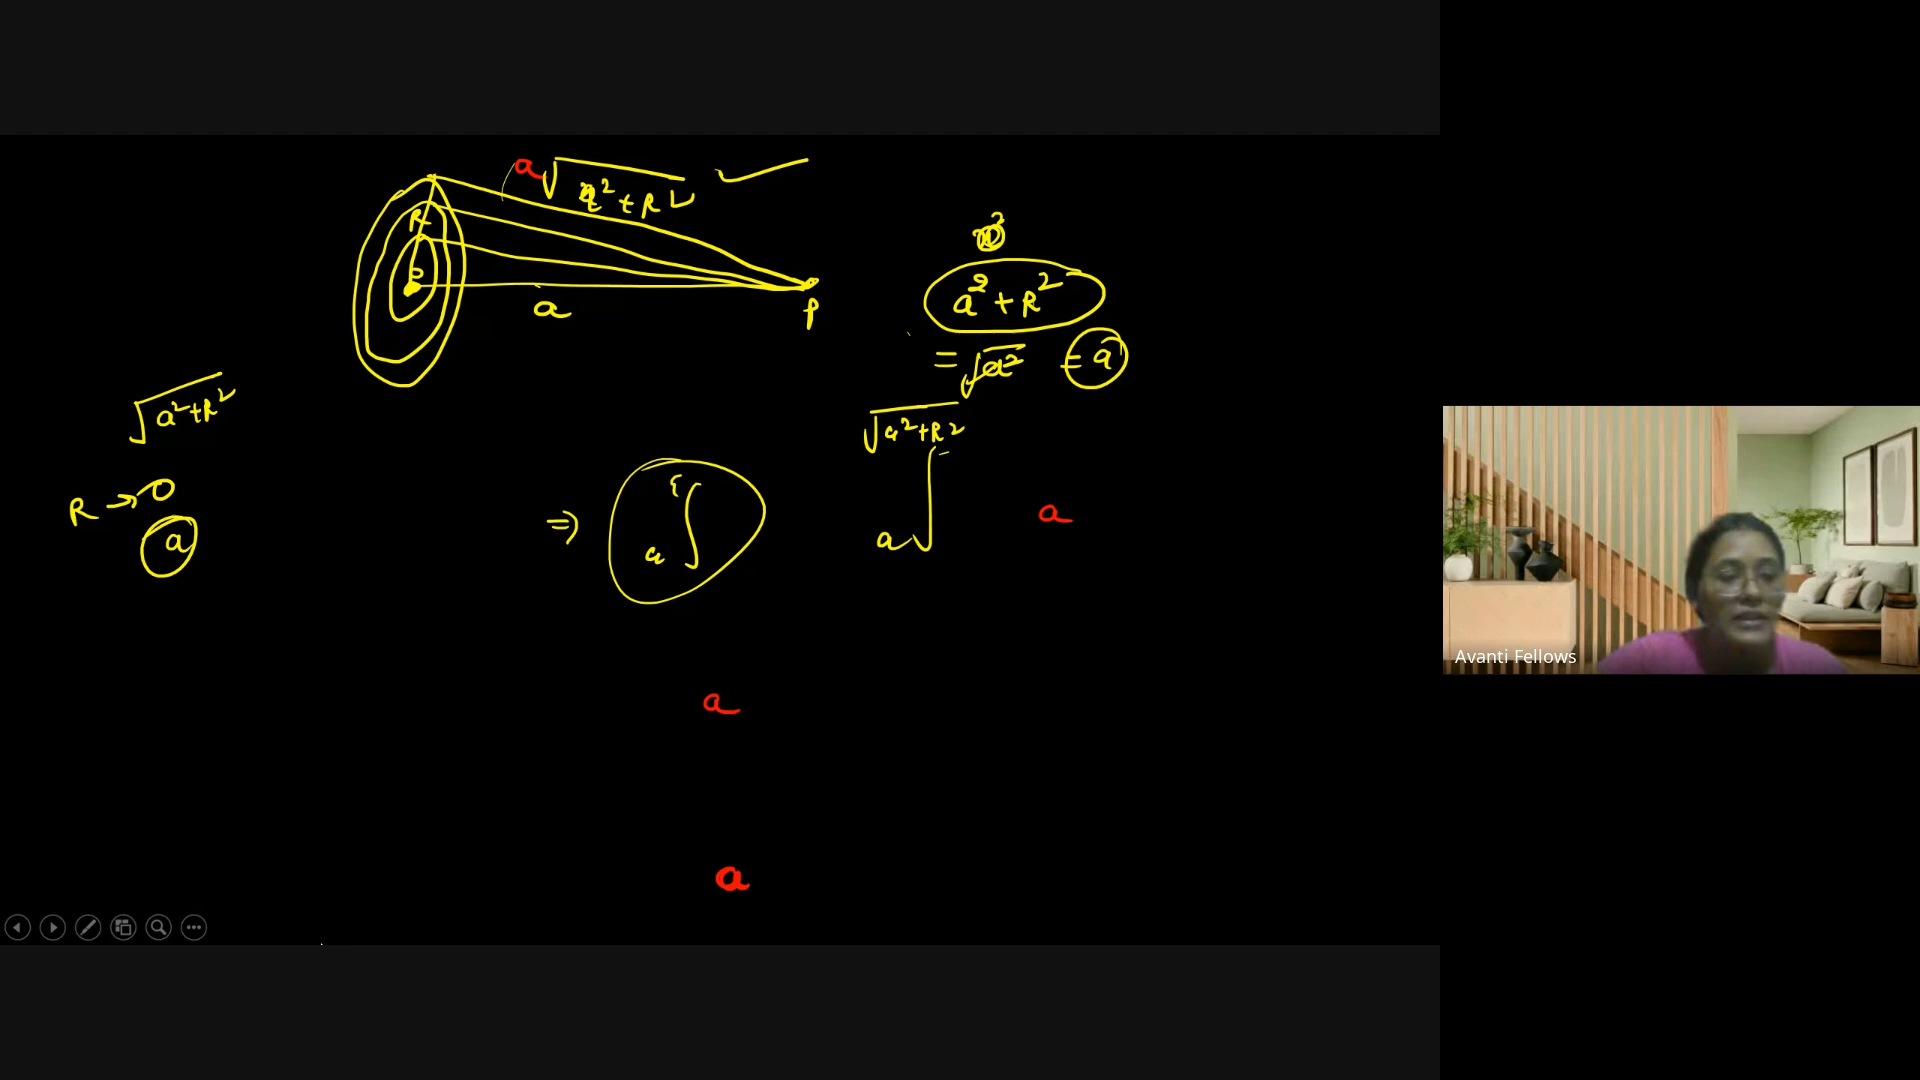 a √a²+R²
R
a
P
a²+R²
= √a² = a
√a²+R²
R → 0
a
√a²+R²
⇒ ∫
a
a ∫
a
a
a
Avanti Fellows